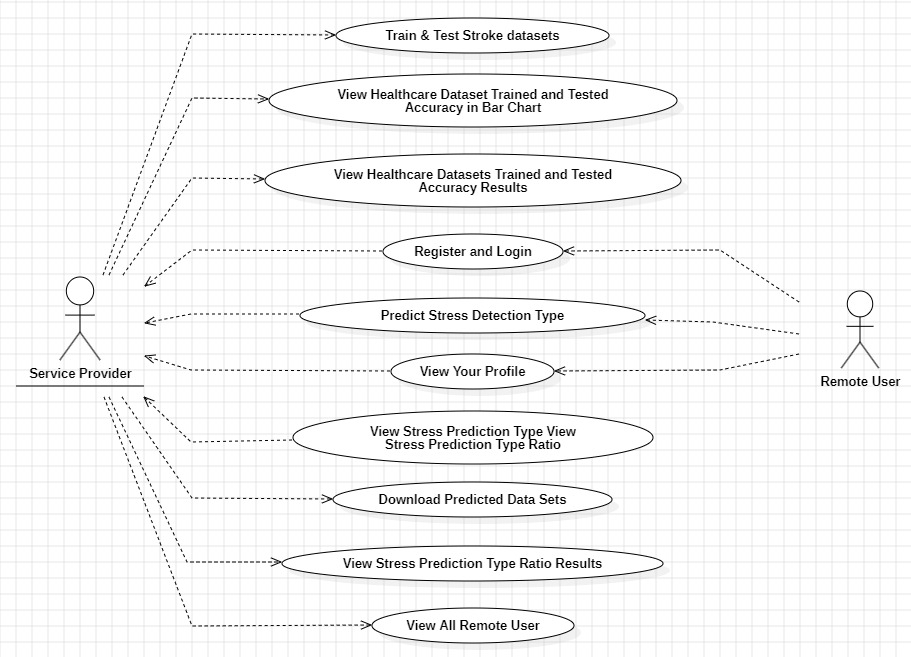 Train & Test Stroke datasets
View Healthcare Dataset Trained and Tested
Accuracy in Bar Chart
View Healthcare Datasets Trained and Tested
Accuracy Results
Register and Login
Predict Stress Detection Type
View Your Profile
Service Provider
Remote User
View Stress Prediction Type View
Stress Prediction Type Ratio
Download Predicted Data Sets
View Stress Prediction Type Ratio Results
View All Remote User